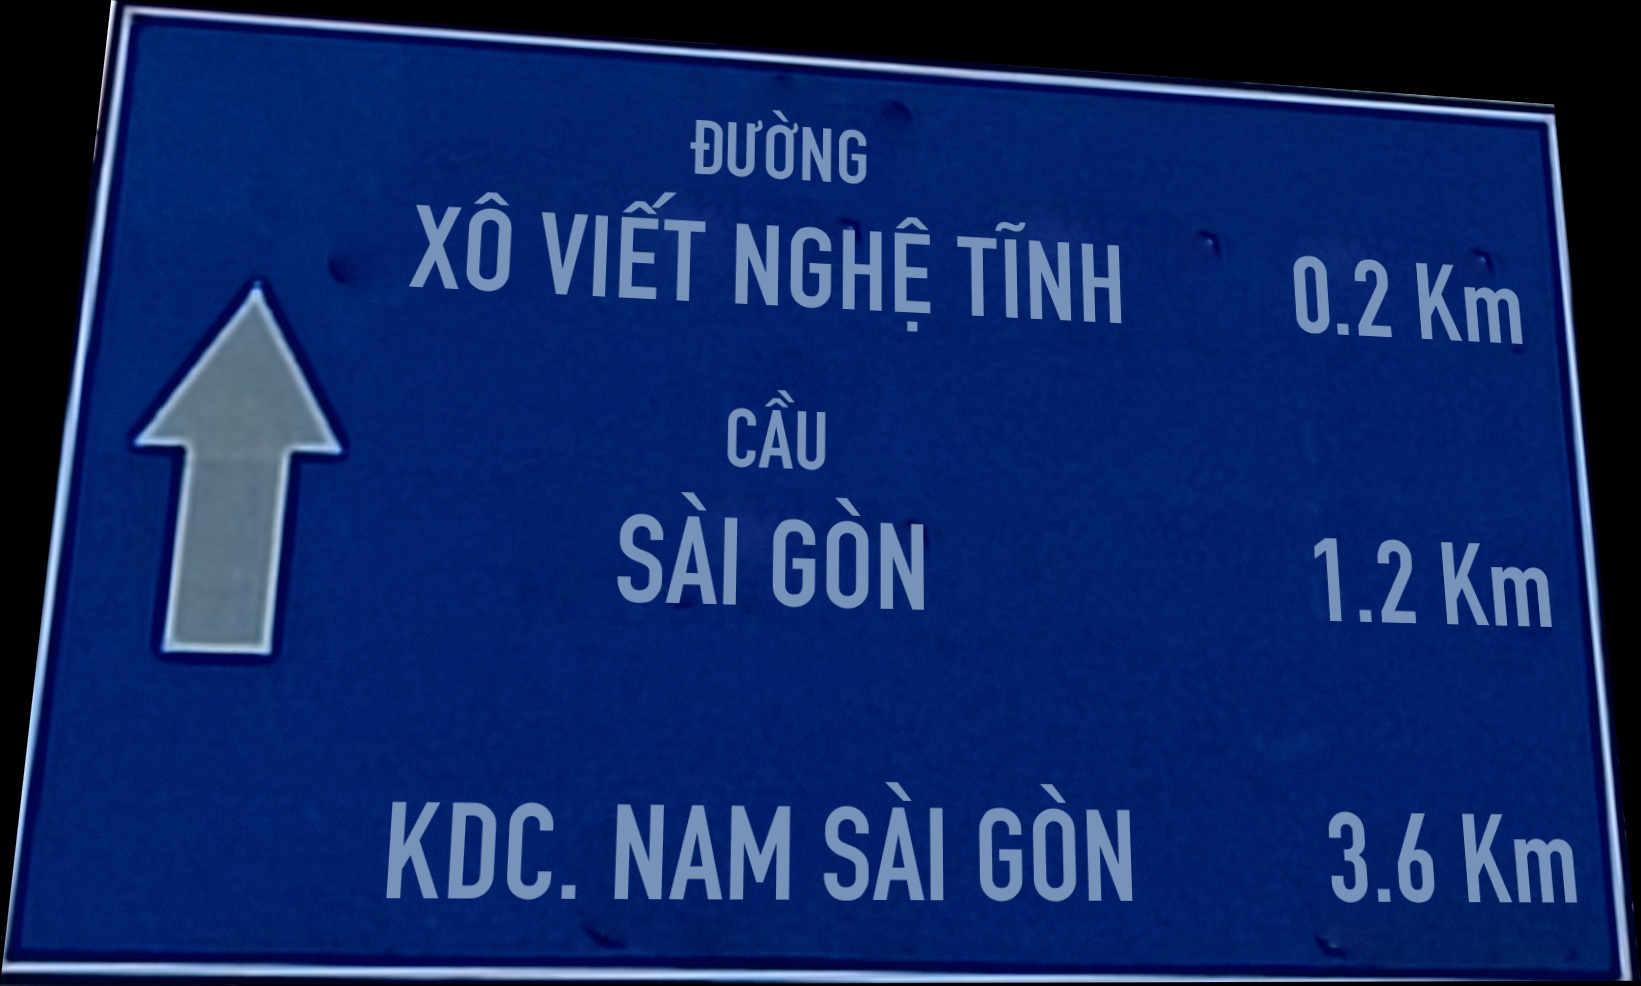 ĐƯỜNG
XÔ VIẾT NGHỆ TĨNH 0.2 Km
CẦU
SÀI GÒN 1.2 Km
KDC. NAM SÀI GÒN 3.6 Km